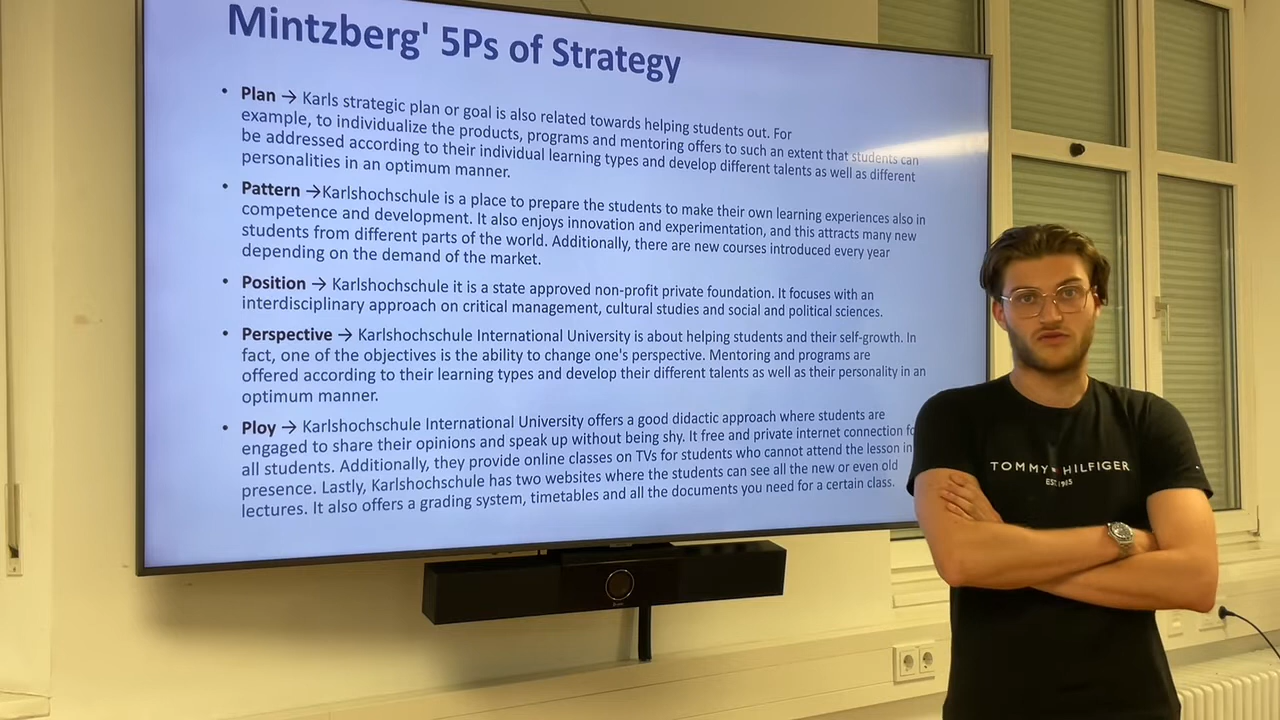 Mintzberg' 5Ps of Strategy
• Plan → Karls strategic plan or goal is also related towards helping students out. For
example, to individualize the products, programs and mentoring offers to such an extent that students can
be addressed according to their individual learning types and develop different talents as well as different
personalities in an optimum manner.
• Pattern →Karlshochschule is a place to prepare the students to make their own learning experiences also in
competence and development. It also enjoys innovation and experimentation, and this attracts many new
students from different parts of the world. Additionally, there are new courses introduced every year
depending on the demand of the market.
• Position → Karlshochschule it is a state approved non-profit private foundation. It focuses with an
interdisciplinary approach on critical management, cultural studies and social and political sciences.
• Perspective → Karlshochschule International University is about helping students and their self-growth. In
fact, one of the objectives is the ability to change one's perspective. Mentoring and programs are
offered according to their learning types and develop their different talents as well as their personality in an
optimum manner.
• Ploy → Karlshochschule International University offers a good didactic approach where students are
engaged to share their opinions and speak up without being shy. It free and private internet connection
all students. Additionally, they provide online classes on TVs for students who cannot attend the lesson in
presence. Lastly, Karlshochschule has two websites where the students can see all the new or even old
lectures. It also offers a grading system, timetables and all the documents you need for a certain class.
TOMMY HILFIGER
EST 1985